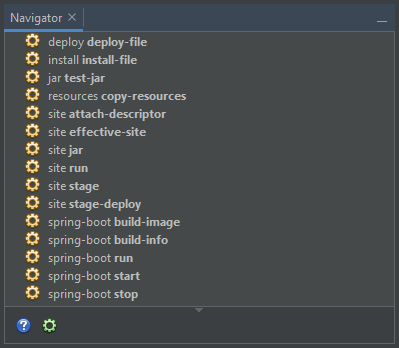 Navigator
deploy deploy-file
install install-file
jar test-jar
resources copy-resources
site attach-descriptor
site effective-site
site jar
site run
site stage
site stage-deploy
spring-boot build-image
spring-boot build-info
spring-boot run
spring-boot start
spring-boot stop
?